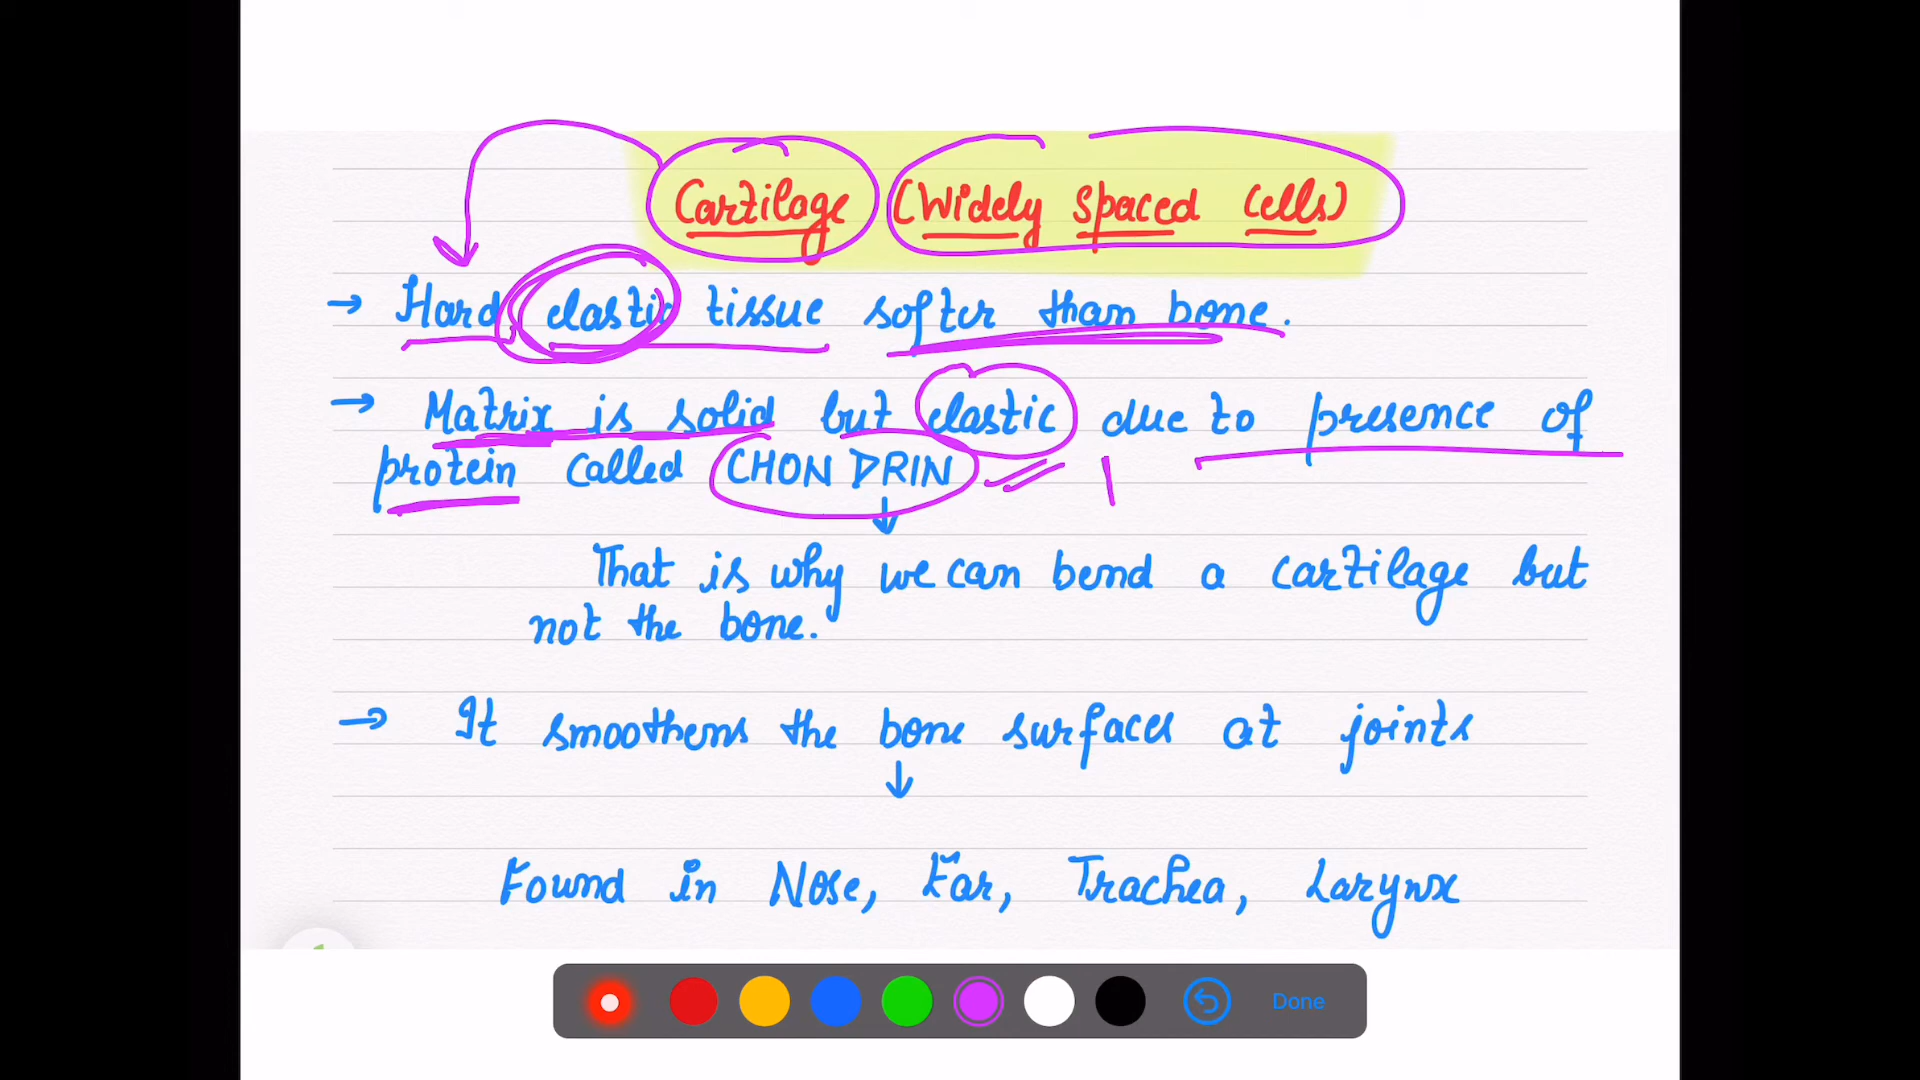 Cartilage (Widely Spaced Cells)
→ Hard elastic tissue softer than bone.
→ Matrix is solid but elastic due to presence of
protein called CHONDRIN
↓
That is why we can bend a cartilage but
not the bone.
→ It smoothens the bone surfaces at joints
↓
Found in Nose, Ear, Trachea, Larynx
Done